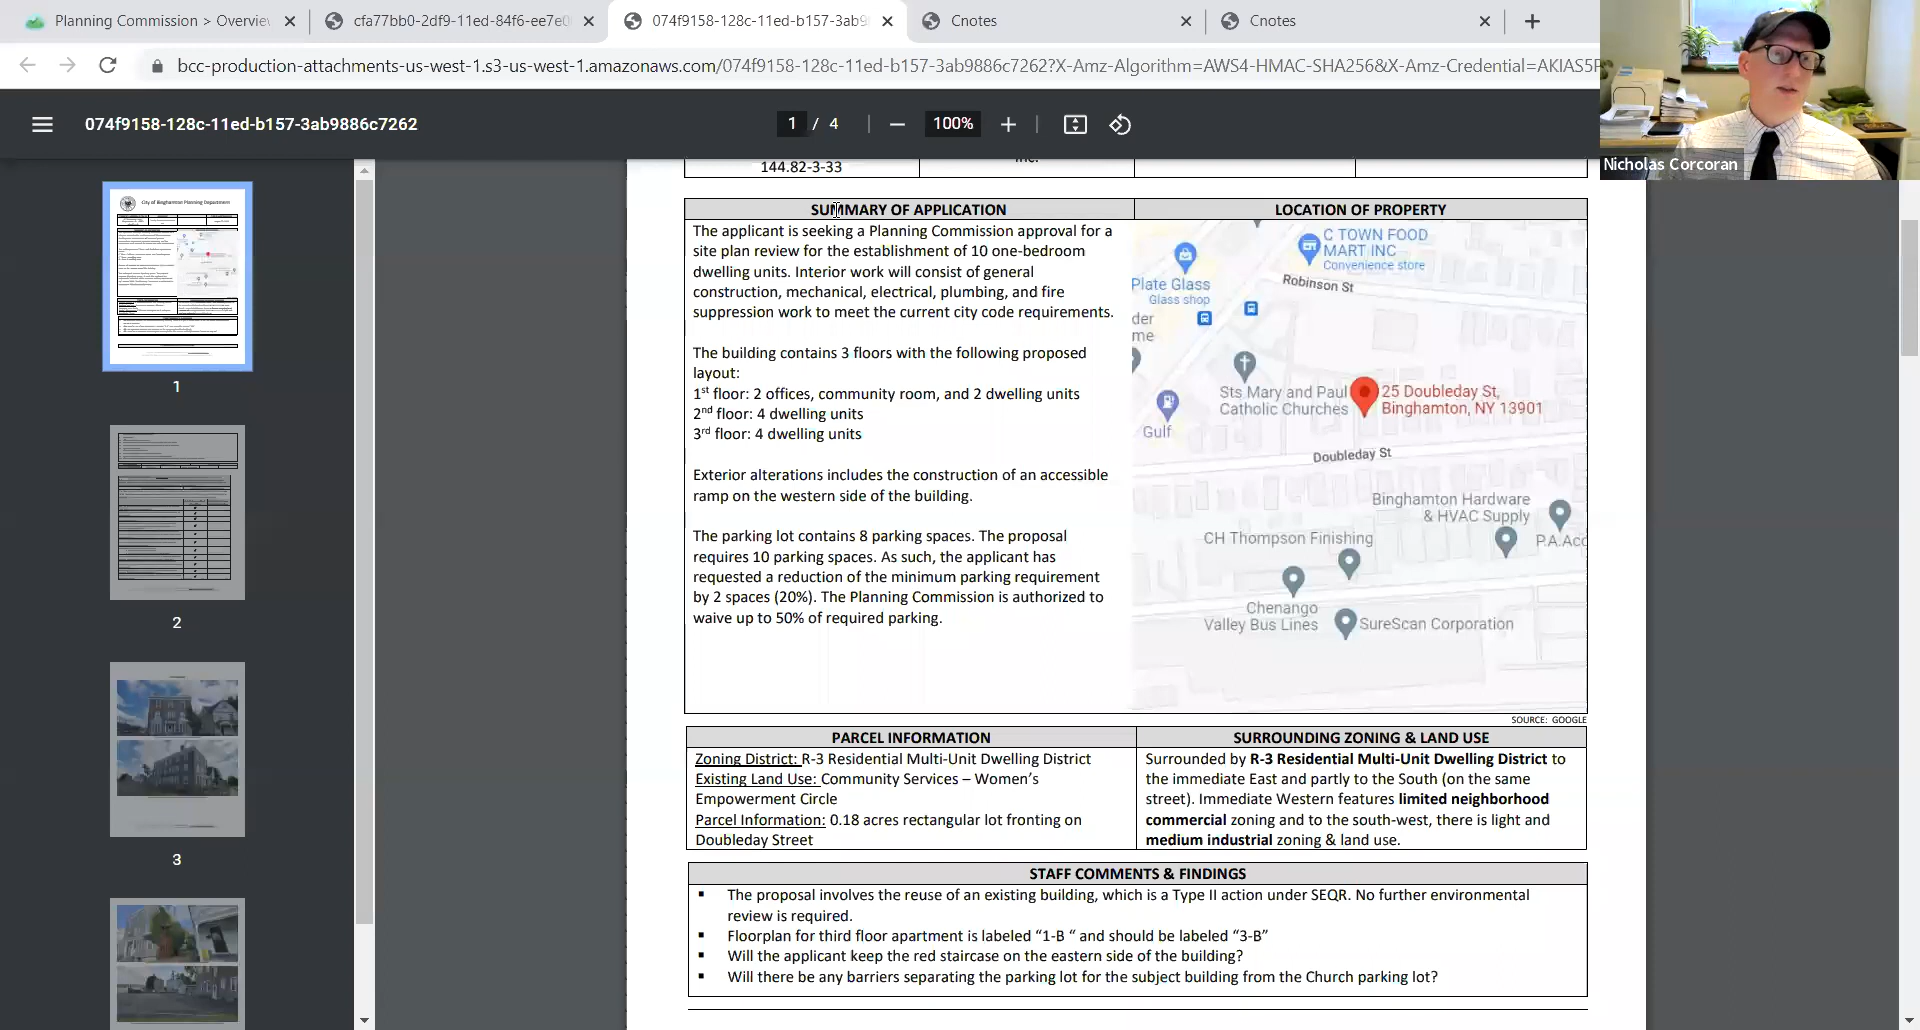 Planning Commission > Overvie
cfa77bb0-2df9-11ed-84f6-ee7e0
074f9158-128c-11ed-b157-3ab9
Cnotes
Cnotes
bcc-production-attachments-us-west-1.s3-us-west-1.amazonaws.com/074f9158-128c-11ed-b157-3ab9886c7262?X-Amz-Algorithm=AWS4-HMAC-SHA256&X-Amz-Credential=AKIAS5F
074f9158-128c-11ed-b157-3ab9886c7262
1 / 4
100%
Nicholas Corcoran
City of Binghamton Planning Department
1
2
3
144.82-3-33
Inc.
SUMMARY OF APPLICATION
The applicant is seeking a Planning Commission approval for a
site plan review for the establishment of 10 one-bedroom
dwelling units. Interior work will consist of general
construction, mechanical, electrical, plumbing, and fire
suppression work to meet the current city code requirements.
The building contains 3 floors with the following proposed
layout:
1st floor: 2 offices, community room, and 2 dwelling units
2nd floor: 4 dwelling units
3rd floor: 4 dwelling units
Exterior alterations includes the construction of an accessible
ramp on the western side of the building.
The parking lot contains 8 parking spaces. The proposal
requires 10 parking spaces. As such, the applicant has
requested a reduction of the minimum parking requirement
by 2 spaces (20%). The Planning Commission is authorized to
waive up to 50% of required parking.
LOCATION OF PROPERTY
C TOWN FOOD
MART INC
Convenience store
Robinson St
Plate Glass
Glass shop
der
me
Sts Mary and Paul
Catholic Churches
25 Doubleday St,
Binghamton, NY 13901
Gulf
Doubleday St
Binghamton Hardware
& HVAC Supply
CH Thompson Finishing
P.A.Acc
Chenango
Valley Bus Lines
SureScan Corporation
SOURCE: GOOGLE
PARCEL INFORMATION
Zoning District: R-3 Residential Multi-Unit Dwelling District
Existing Land Use: Community Services – Women's
Empowerment Circle
Parcel Information: 0.18 acres rectangular lot fronting on
Doubleday Street
SURROUNDING ZONING & LAND USE
Surrounded by R-3 Residential Multi-Unit Dwelling District to
the immediate East and partly to the South (on the same
street). Immediate Western features limited neighborhood
commercial zoning and to the south-west, there is light and
medium industrial zoning & land use.
STAFF COMMENTS & FINDINGS
▪ The proposal involves the reuse of an existing building, which is a Type II action under SEQR. No further environmental
review is required.
▪ Floorplan for third floor apartment is labeled “1-B “ and should be labeled “3-B”
▪ Will the applicant keep the red staircase on the eastern side of the building?
▪ Will there be any barriers separating the parking lot for the subject building from the Church parking lot?